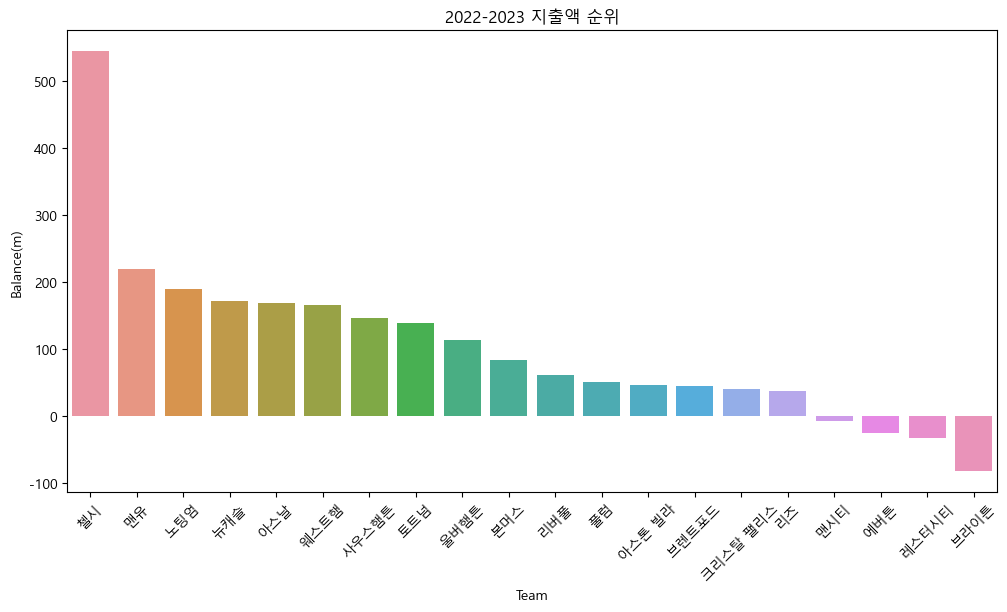 2022-2023 지출액 순위
Balance(m)
500
400
300
200
100
0
-100
첼시
맨유
노팅엄
뉴캐슬
아스날
웨스트햄
사우스햄튼
토트넘
울버햄튼
본머스
리버풀
풀럼
아스톤 빌라
브렌트포드
크리스탈 팰리스
리즈
맨시티
에버튼
레스터시티
브라이튼
Team